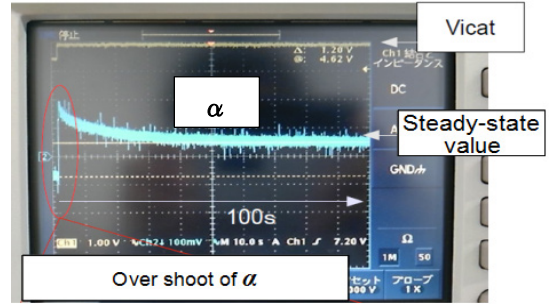 停止
Vicat
Δ: 1.20 V
@: 4.62 V
Ch1 結合と
インピーダンス
DC
α
Steady-state
value
GND
100s
Ch1 1.00 V Ch2 100mV M 10.0s A Ch1 7.20 V
Ω
1M 50
Over shoot of α
プローブ
1 X